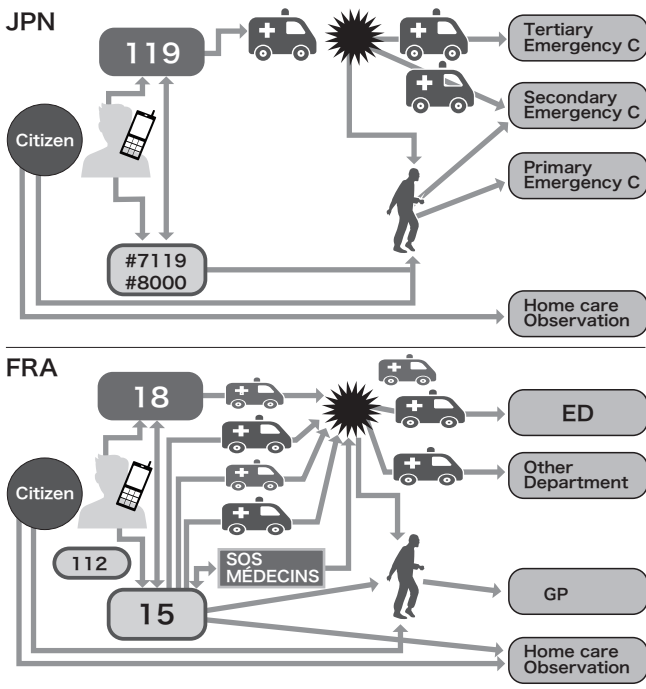 JPN
119
Tertiary
Emergency C
Secondary
Emergency C
Citizen
Primary
Emergency C
#7119
#8000
Home care
Observation
FRA
18
ED
Other
Department
Citizen
112
SOS
MÉDECINS
15
GP
Home care
Observation